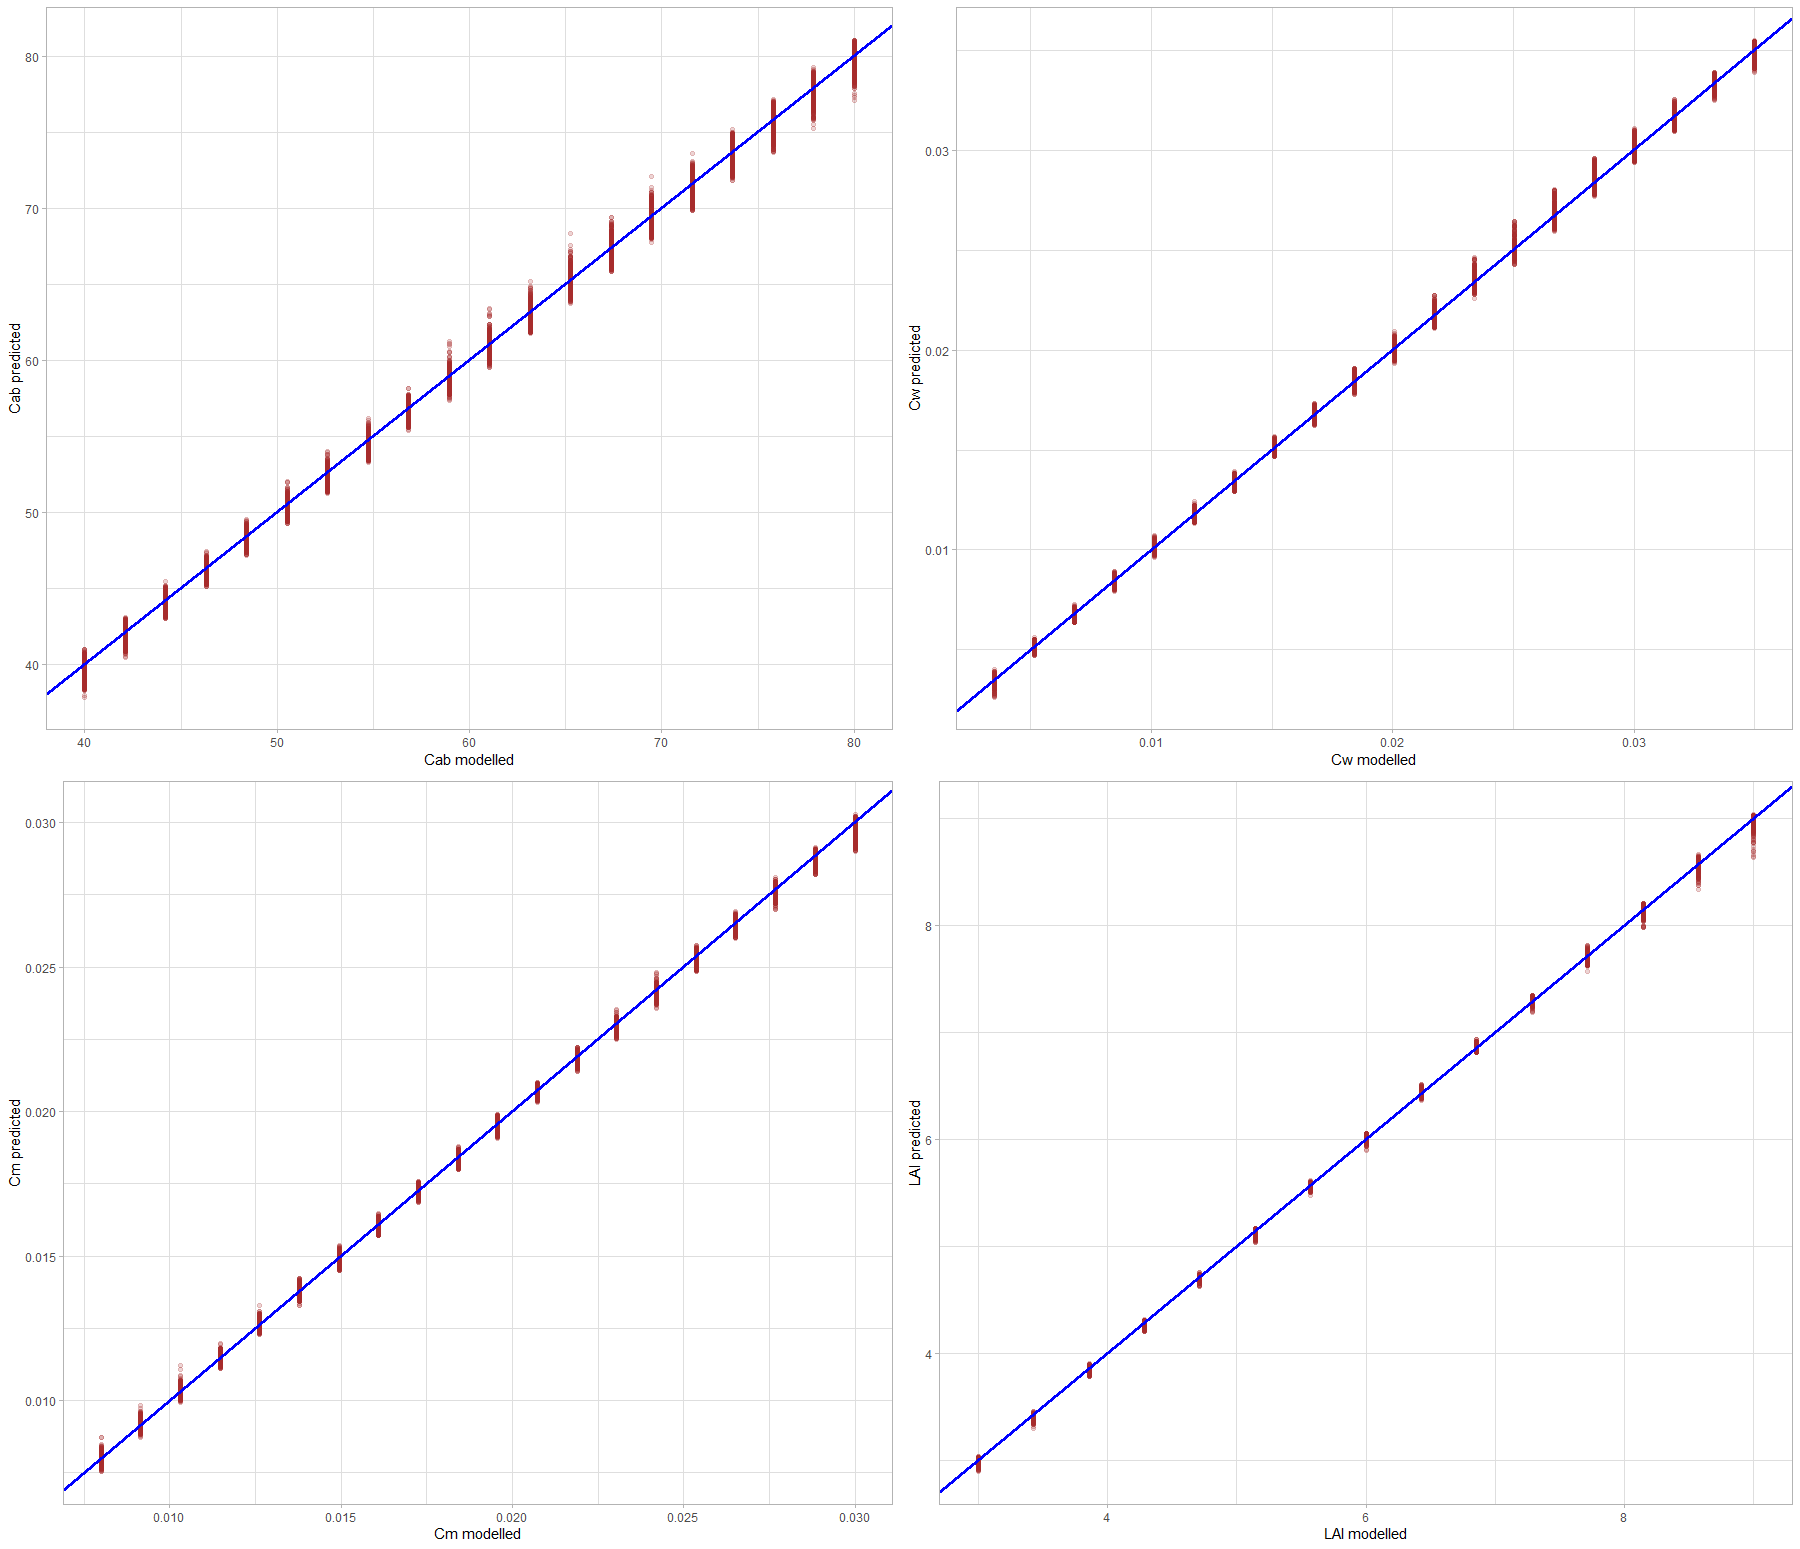 80
70
60
50
40
Cab predicted
40 50 60 70 80
Cab modelled
0.03
0.02
0.01
Cw predicted
0.01 0.02 0.03
Cw modelled
0.030
0.025
0.020
0.015
0.010
Cm predicted
0.010 0.015 0.020 0.025 0.030
Cm modelled
8
6
4
LAI predicted
4 6 8
LAI modelled